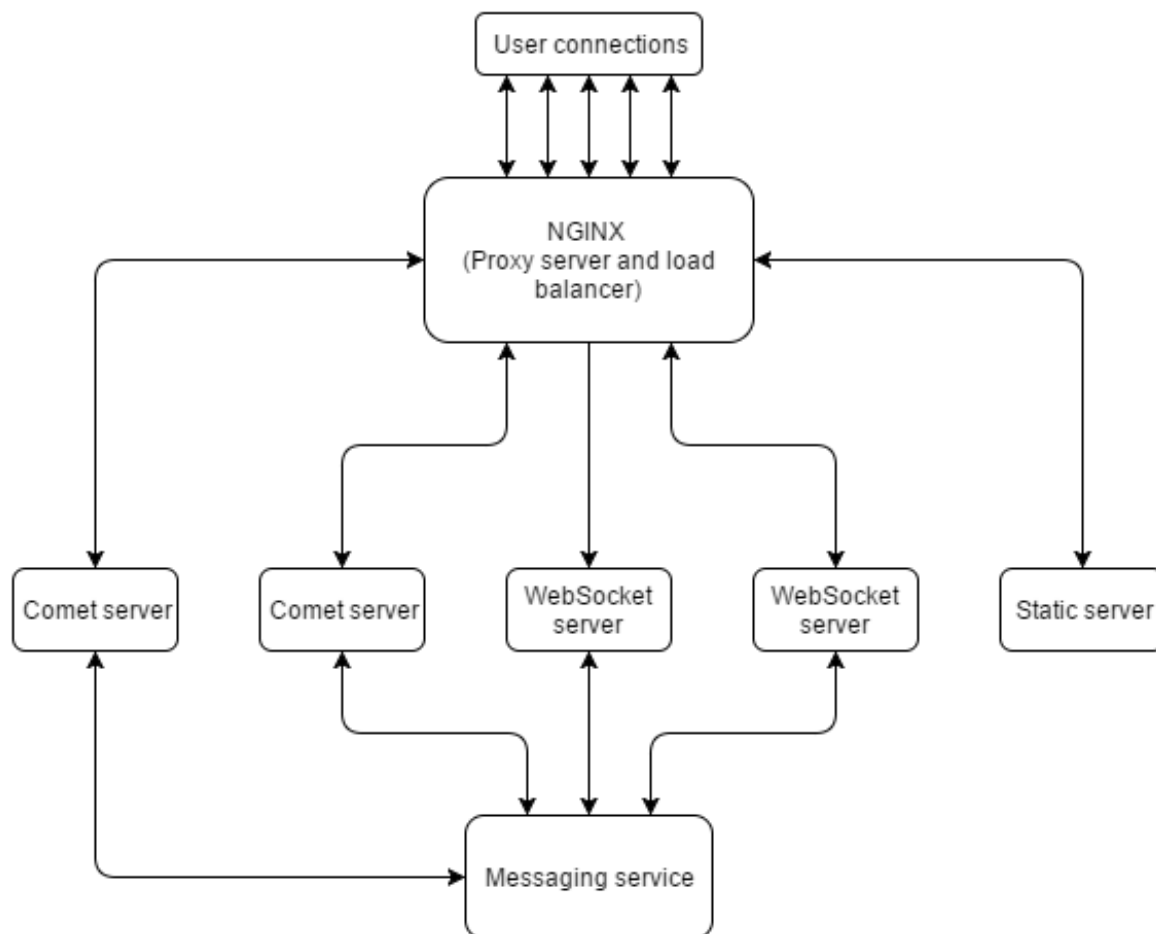 User connections
NGINX
(Proxy server and load
balancer)
Comet server
Comet server
WebSocket
server
WebSocket
server
Static server
Messaging service